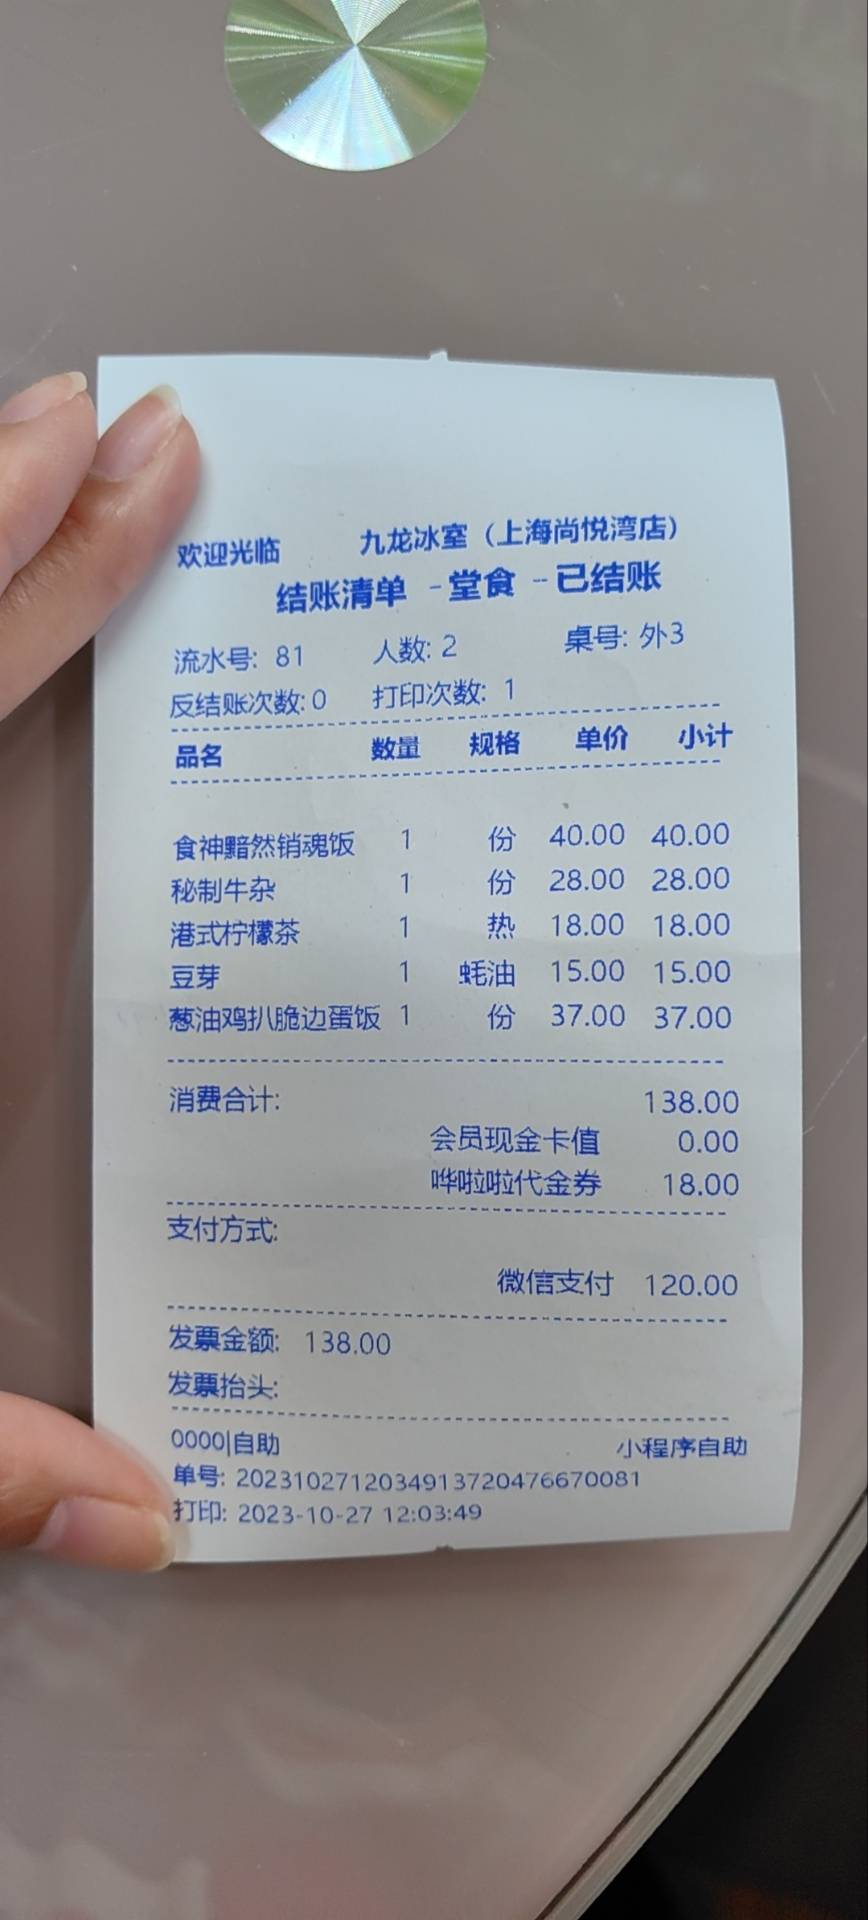 欢迎光临 九龙冰室（上海尚悦湾店）
结账清单 -堂食 --已结账
流水号: 81 人数: 2 桌号: 外3
反结账次数: 0 打印次数: 1
品名 数量 规格 单价 小计
食神黯然销魂饭 1 份 40.00 40.00
秘制牛杂 1 份 28.00 28.00
港式柠檬茶 1 热 18.00 18.00
豆芽 1 蚝油 15.00 15.00
葱油鸡扒脆边蛋饭 1 份 37.00 37.00
消费合计: 138.00
会员现金卡值 0.00
哗啦啦代金券 18.00
支付方式:
微信支付 120.00
发票金额: 138.00
发票抬头:
0000|自助 小程序自助
单号: 20231027120349137204766700​81
打印: 2023-10-27 12:03:49